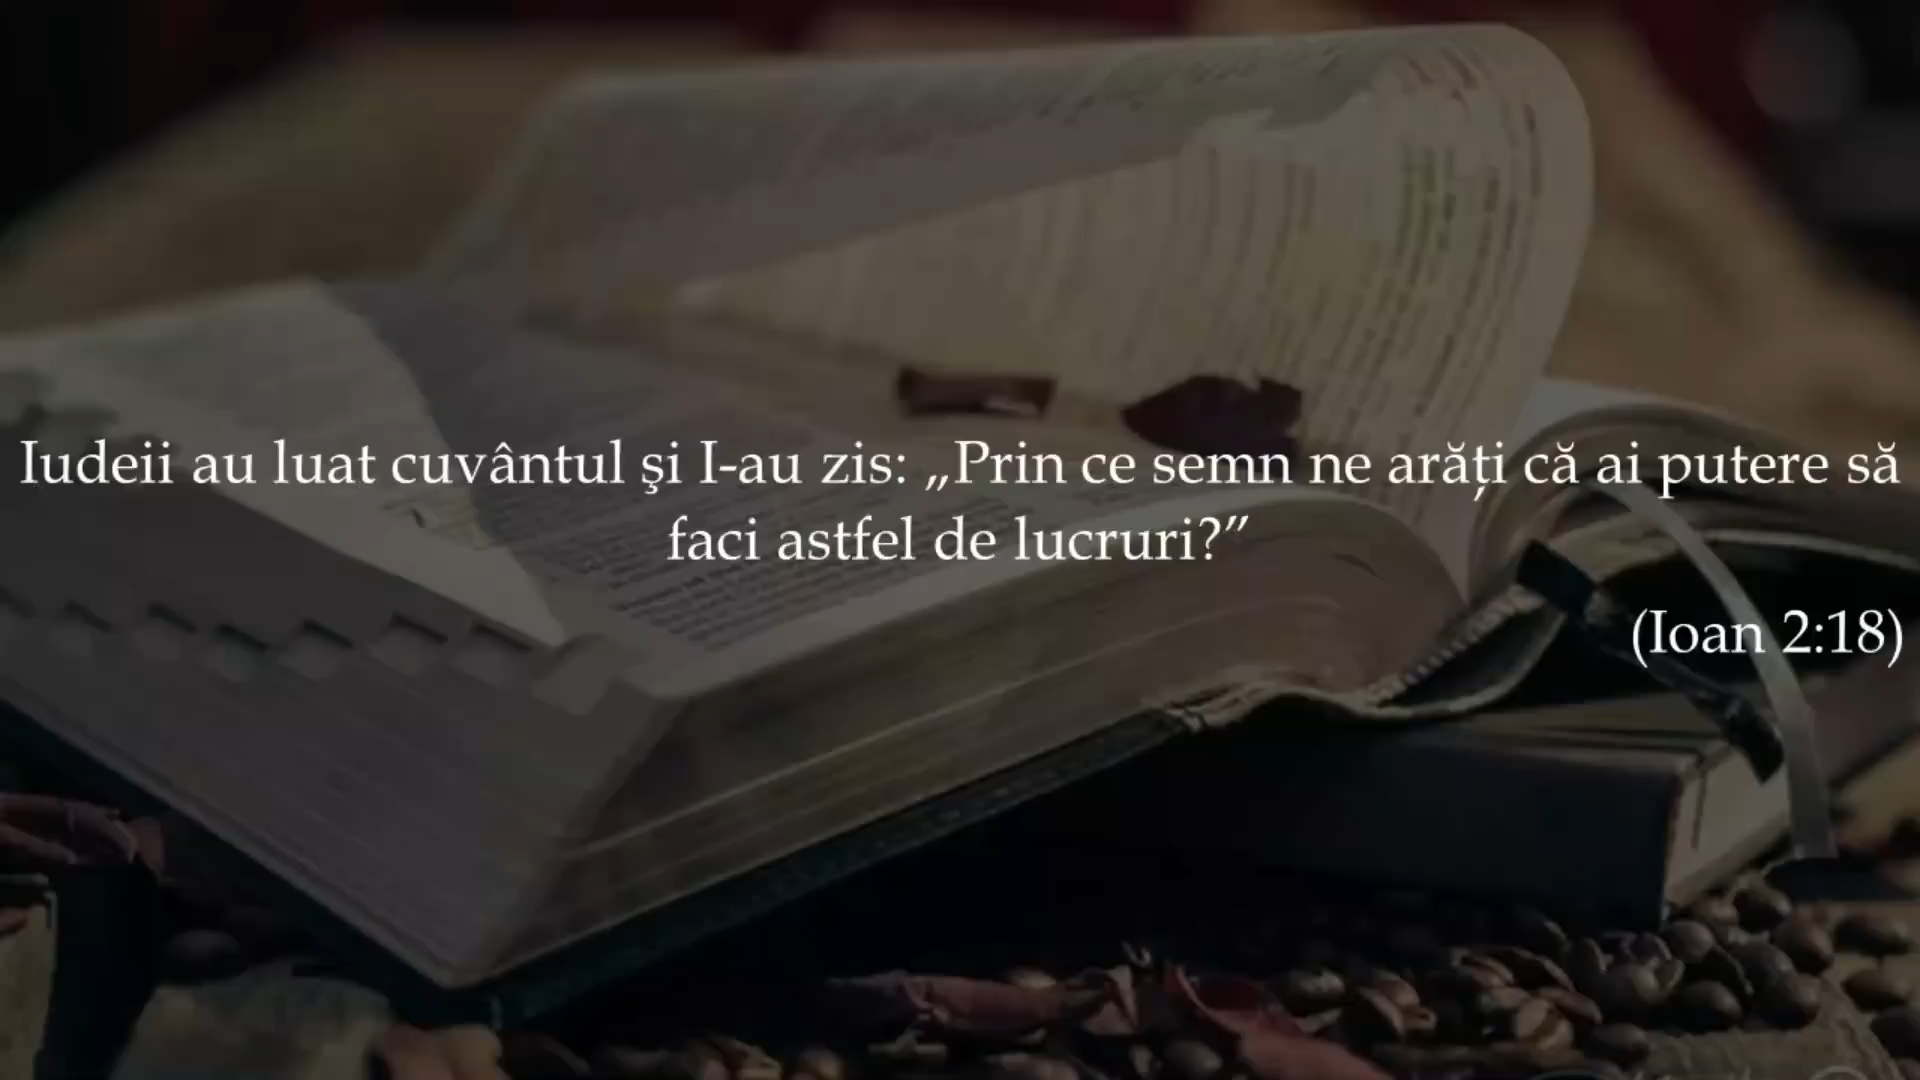 Iudeii au luat cuvântul şi I-au zis: „Prin ce semn ne arăți că ai putere să
faci astfel de lucruri?”
(Ioan 2:18)